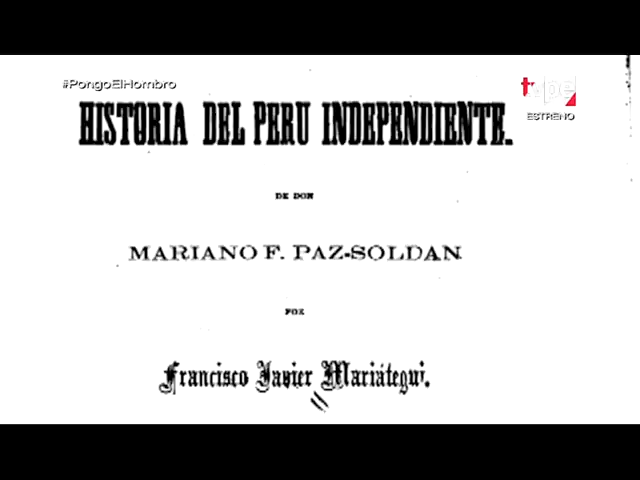 #PongoElHombro
ESTRENO
HISTORIA DEL PERU INDEPENDIENTE.
DE DON
MARIANO F. PAZ-SOLDAN
POR
Francisco Javier Mariátegui.